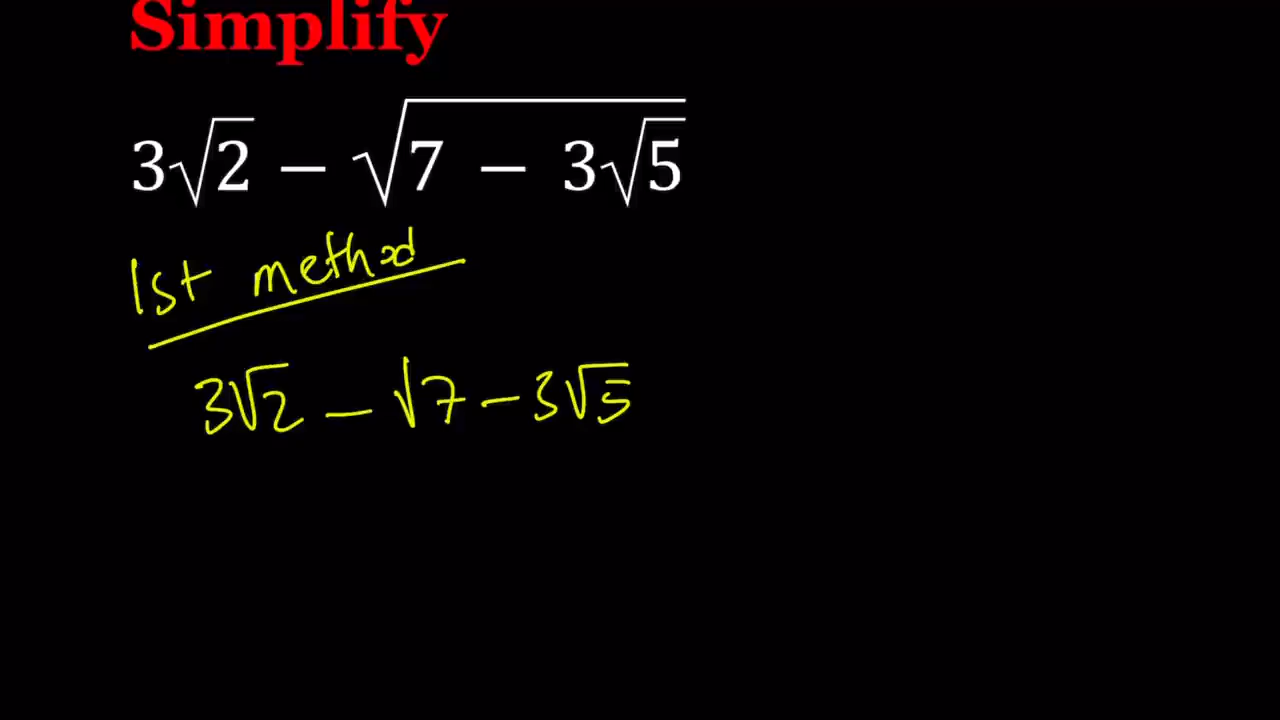 Simplify
3√2 − √(7 − 3√5)
1st method
3√2 − √7 − 3√5